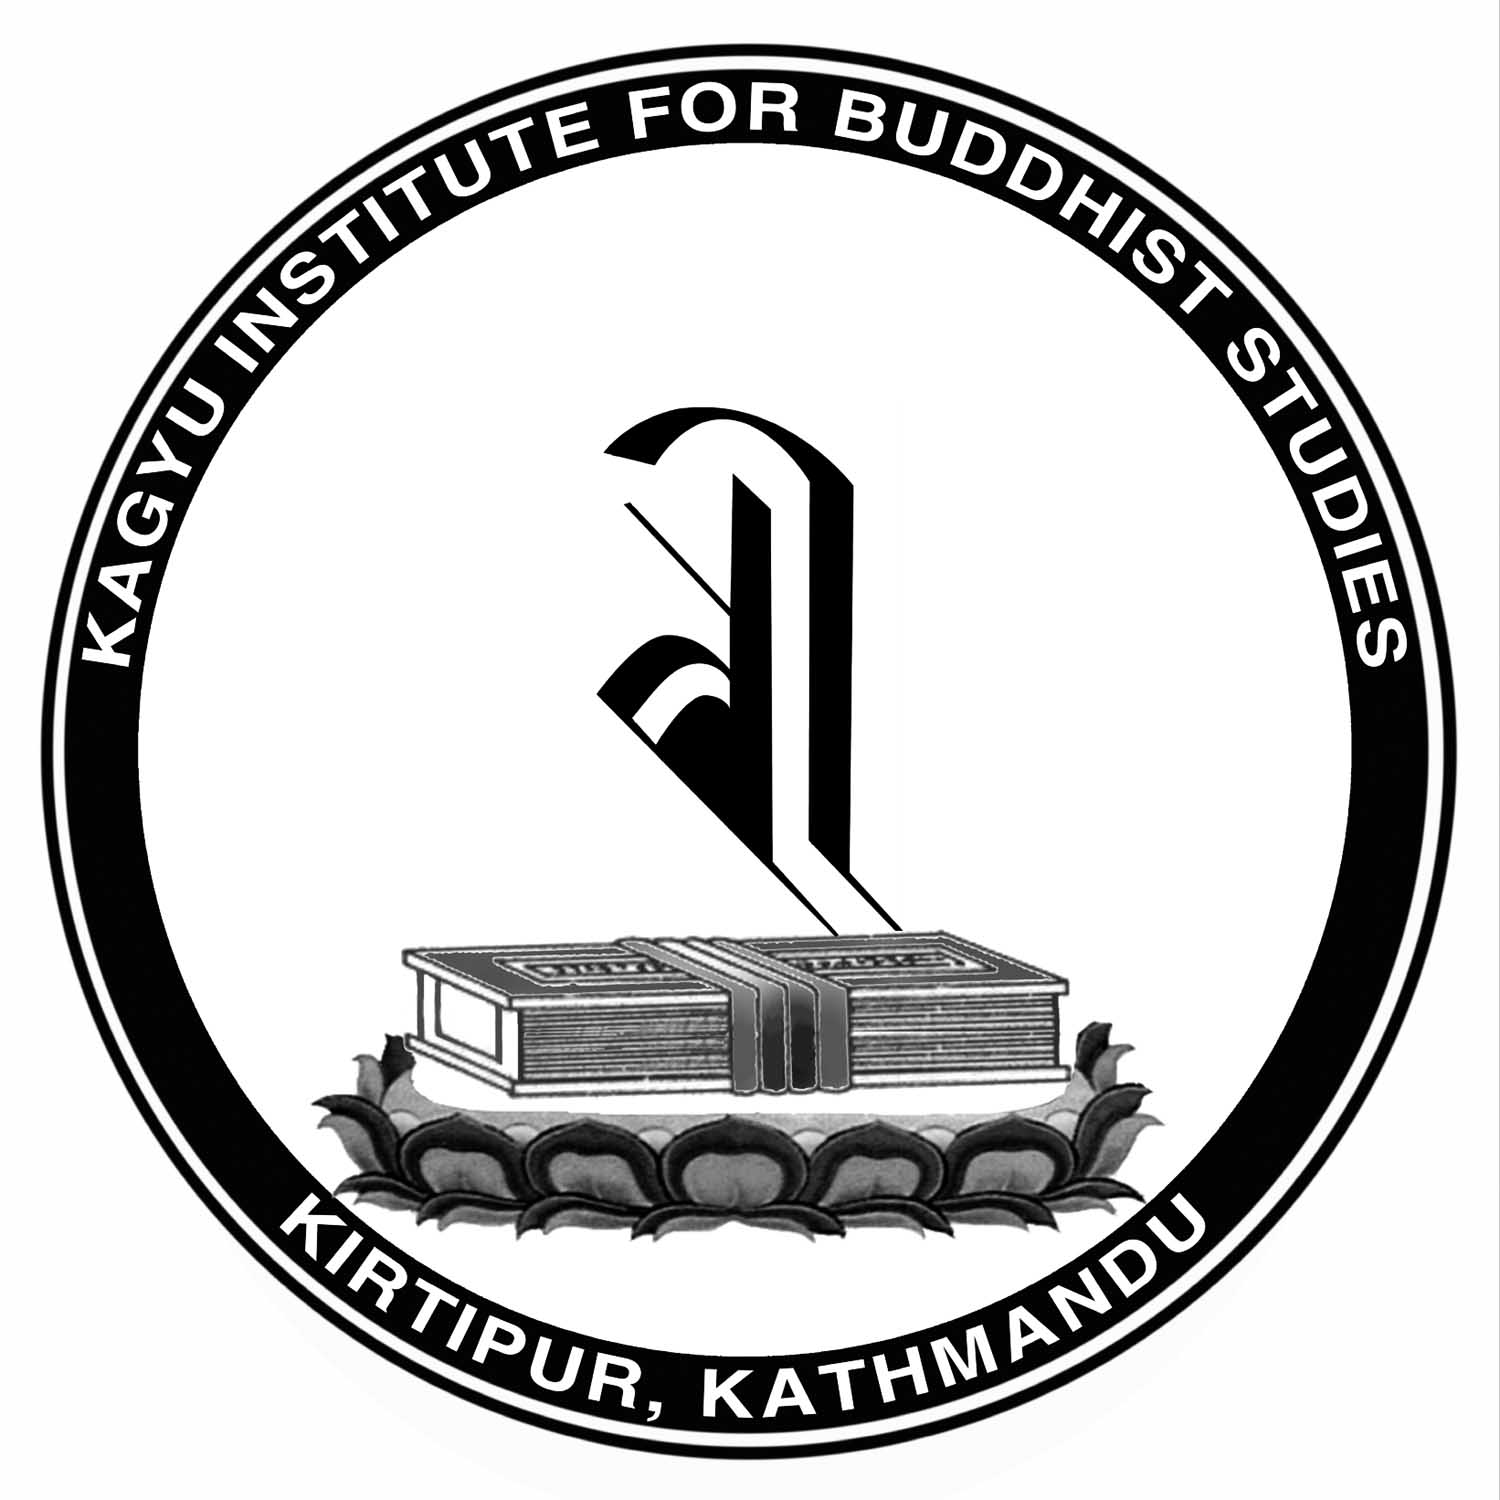 KAGYU INSTITUTE FOR BUDDHIST STUDIES
KIRTIPUR, KATHMANDU